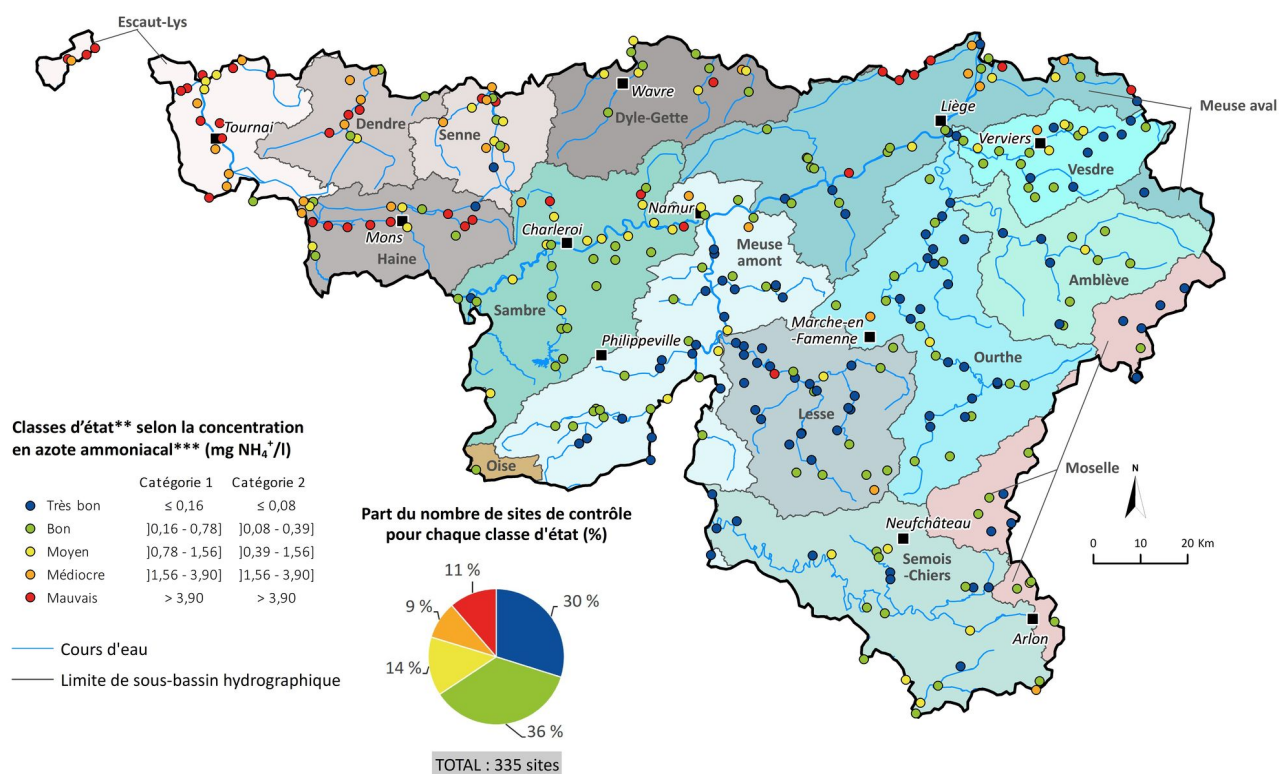 Escaut-Lys
Meuse aval
Wavre
Dyle-Gette
Liège
Dendre
Senne
Tournai
Verviers
Vesdre
Namur
Mons
Haine
Charleroi
Meuse
amont
Amblève
Sambre
Marche-en
-Famenne
Philippeville
Ourthe
Lesse
Oise
Moselle
N
Neufchâteau
Semois
-Chiers
0 10 20 Km
Arlon
Classes d’état** selon la concentration
en azote ammoniacal*** (mg NH₄⁺/l)
Catégorie 1 Catégorie 2
Très bon ≤ 0,16 ≤ 0,08
Bon ]0,16 - 0,78] ]0,08 - 0,39]
Moyen ]0,78 - 1,56] ]0,39 - 1,56]
Médiocre ]1,56 - 3,90] ]1,56 - 3,90]
Mauvais > 3,90 > 3,90
Cours d'eau
Limite de sous-bassin hydrographique
Part du nombre de sites de contrôle
pour chaque classe d'état (%)
11 %
30 %
9 %
14 %
36 %
TOTAL : 335 sites